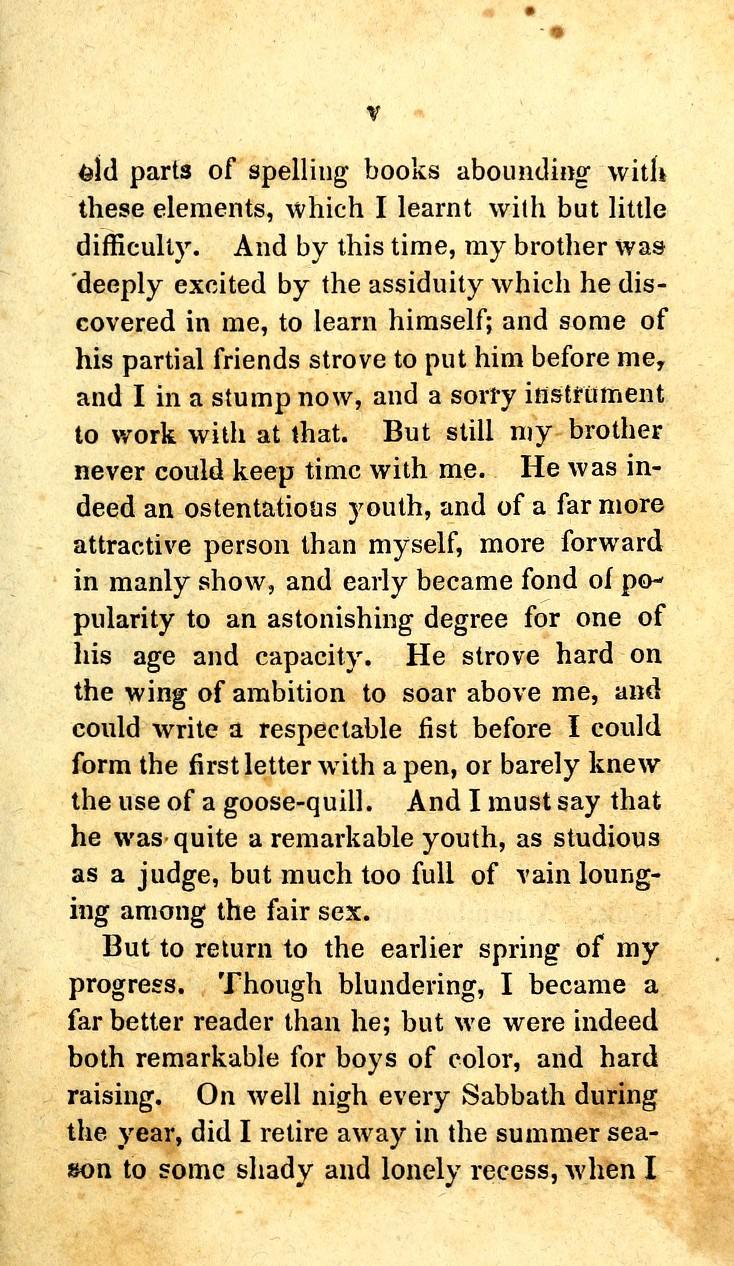 v
old parts of spelling books abounding with
these elements, which I learnt with but little
difficulty. And by this time, my brother was
deeply excited by the assiduity which he dis-
covered in me, to learn himself; and some of
his partial friends strove to put him before me,
and I in a stump now, and a sorry instrument
to work with at that. But still my brother
never could keep time with me. He was in-
deed an ostentatious youth, and of a far more
attractive person than myself, more forward
in manly show, and early became fond of po-
pularity to an astonishing degree for one of
his age and capacity. He strove hard on
the wing of ambition to soar above me, and
could write a respectable fist before I could
form the first letter with a pen, or barely knew
the use of a goose-quill. And I must say that
he was quite a remarkable youth, as studious
as a judge, but much too full of vain loung-
ing among the fair sex.
But to return to the earlier spring of my
progress. Though blundering, I became a
far better reader than he; but we were indeed
both remarkable for boys of color, and hard
raising. On well nigh every Sabbath during
the year, did I retire away in the summer sea-
son to some shady and lonely recess, when I